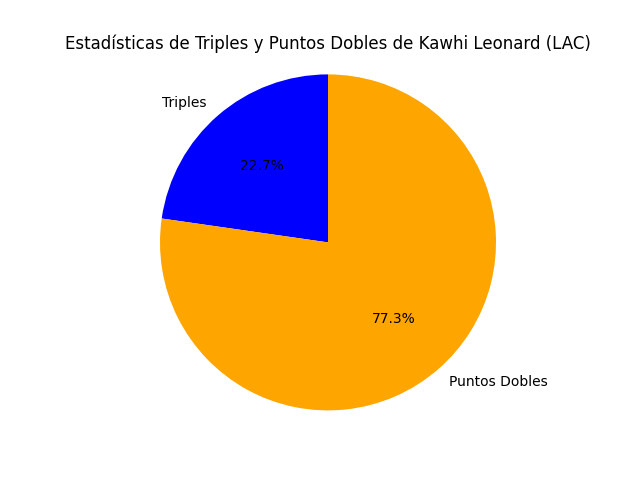 Estadísticas de Triples y Puntos Dobles de Kawhi Leonard (LAC)
Triples
22.7%
77.3%
Puntos Dobles